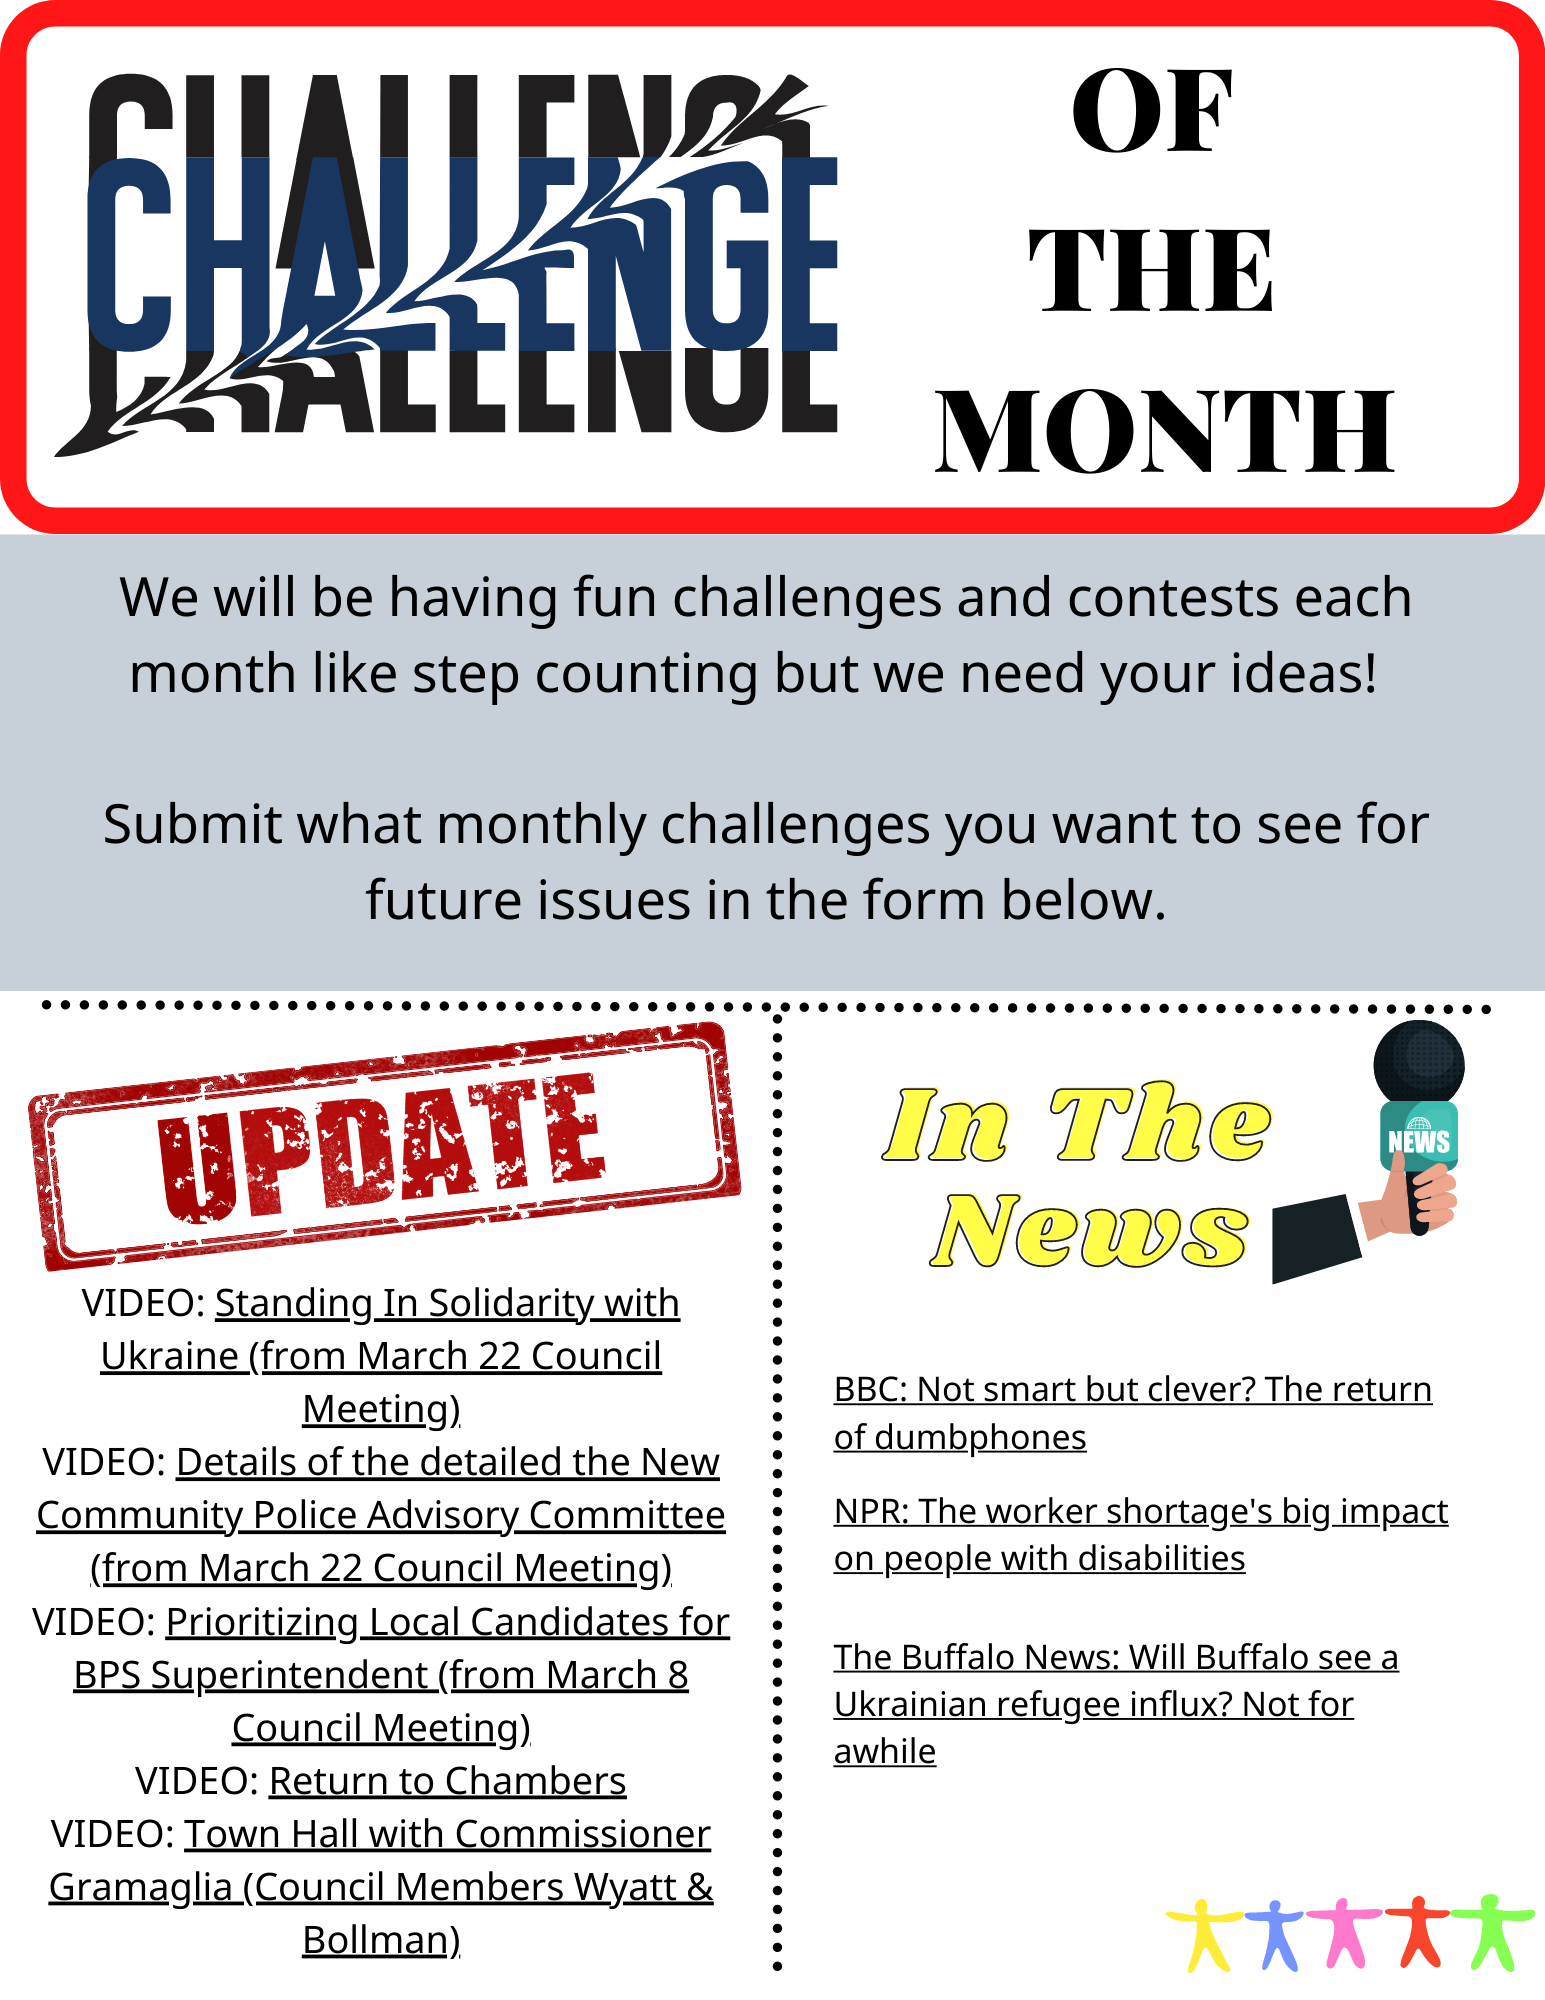 CHALLENGE
CHALLENGE
CHALLENGE
OF
THE
MONTH
We will be having fun challenges and contests each
month like step counting but we need your ideas!
Submit what monthly challenges you want to see for
future issues in the form below.
UPDATE
VIDEO: Standing In Solidarity with
Ukraine (from March 22 Council
Meeting)
VIDEO: Details of the detailed the New
Community Police Advisory Committee
(from March 22 Council Meeting)
VIDEO: Prioritizing Local Candidates for
BPS Superintendent (from March 8
Council Meeting)
VIDEO: Return to Chambers
VIDEO: Town Hall with Commissioner
Gramaglia (Council Members Wyatt &
Bollman)
In The
News
NEWS
BBC: Not smart but clever? The return
of dumbphones
NPR: The worker shortage's big impact
on people with disabilities
The Buffalo News: Will Buffalo see a
Ukrainian refugee influx? Not for
awhile